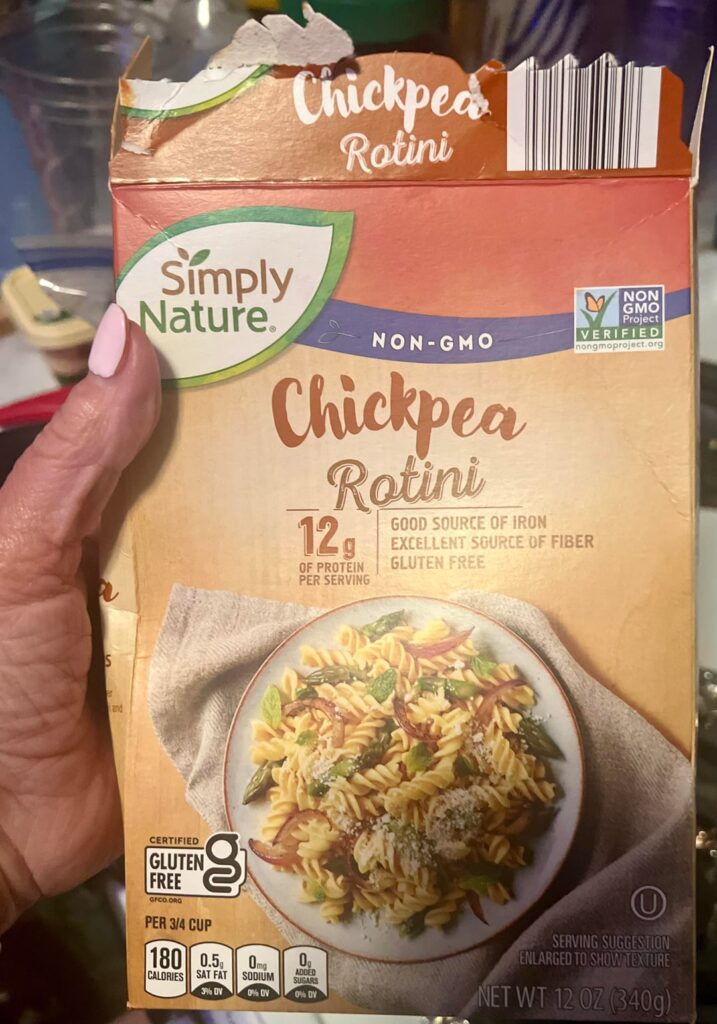 Chickpea
Rotini
Simply
Nature®
NON-GMO
NON
GMO
Project
VERIFIED
nongmoproject.org
Chickpea
Rotini
12g
OF PROTEIN
PER SERVING
GOOD SOURCE OF IRON
EXCELLENT SOURCE OF FIBER
GLUTEN FREE
a
s
er
and
CERTIFIED
GLUTEN
FREE
g
GFCO.ORG
PER 3/4 CUP
180
CALORIES
0.5g
SAT FAT
3% DV
0mg
SODIUM
0% DV
0g
ADDED
SUGARS
0% DV
U
SERVING SUGGESTION
ENLARGED TO SHOW TEXTURE
NET WT 12 OZ (340g)